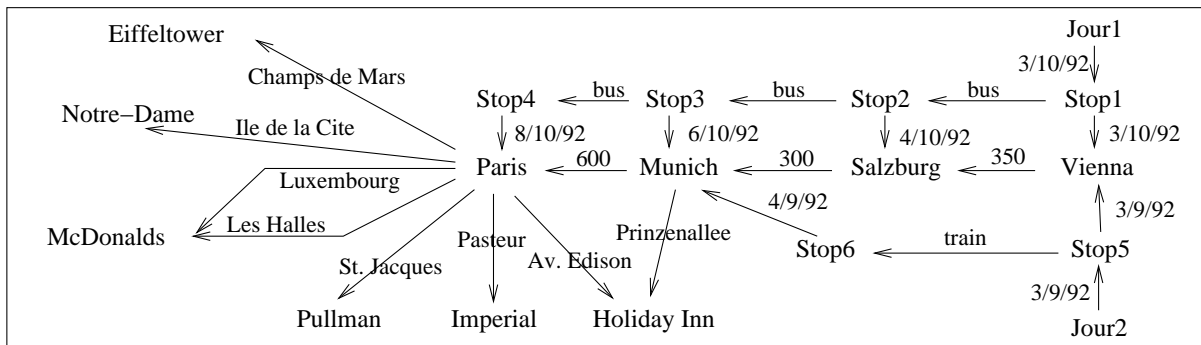 Eiffeltower
Jour1
Champs de Mars
3/10/92
Notre−Dame
Stop4
bus
Stop3
bus
Stop2
bus
Stop1
Ile de la Cite
8/10/92
6/10/92
4/10/92
3/10/92
Paris
600
Munich
300
Salzburg
350
Vienna
Luxembourg
4/9/92
3/9/92
McDonalds
Les Halles
Pasteur
Prinzenallee
Stop6
train
Stop5
St. Jacques
Av. Edison
3/9/92
Pullman
Imperial
Holiday Inn
Jour2